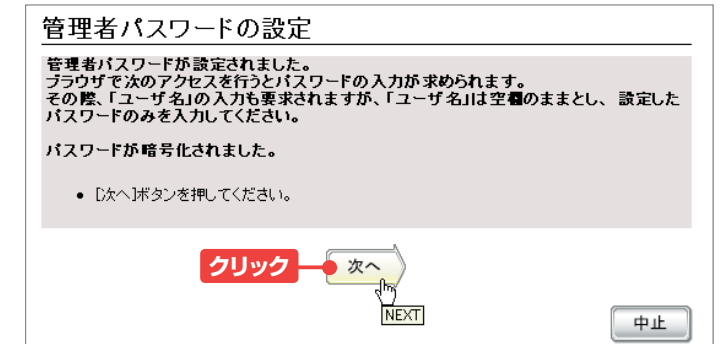 管理者パスワードの設定
管理者パスワードが設定されました。
ブラウザで次のアクセスを行うとパスワードの入力が求められます。
その際、「ユーザ名」の入力も要求されますが、「ユーザ名」は空欄のままとし、設定した
パスワードのみを入力してください。
パスワードが暗号化されました。
• [次へ]ボタンを押してください。
クリック
次へ
NEXT
中止